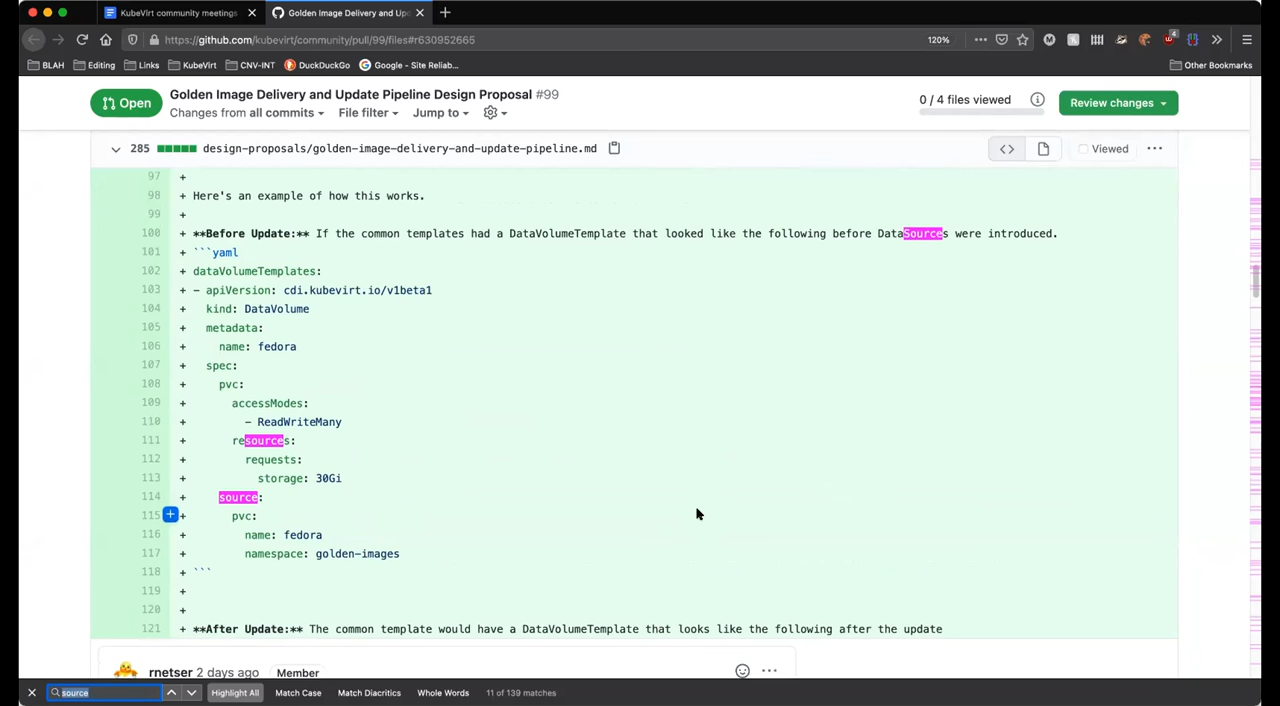 KubeVirt community meetings
Golden Image Delivery and Upd
https://github.com/kubevirt/community/pull/99/files#r630952665
120%
4
BLAH
Editing
Links
KubeVirt
CNV-INT
DuckDuckGo
Google - Site Reliab...
Other Bookmarks
Open
Golden Image Delivery and Update Pipeline Design Proposal #99
Changes from all commits
File filter
Jump to
0 / 4 files viewed
Review changes
285
design-proposals/golden-image-delivery-and-update-pipeline.md
Viewed
97 +
98 + Here's an example of how this works.
99 +
100 + **Before Update:** If the common templates had a DataVolumeTemplate that looked like the following before DataSources were introduced.
101 + ```yaml
102 + dataVolumeTemplates:
103 + - apiVersion: cdi.kubevirt.io/v1beta1
104 + kind: DataVolume
105 + metadata:
106 + name: fedora
107 + spec:
108 + pvc:
109 + accessModes:
110 + - ReadWriteMany
111 + resources:
112 + requests:
113 + storage: 30Gi
114 + source:
115 + pvc:
116 + name: fedora
117 + namespace: golden-images
118 + ```
119 +
120 +
121 + **After Update:** The common template would have a DataVolumeTemplate that looks like the following after the update
rnetser 2 days ago
Member
source
Highlight All
Match Case
Match Diacritics
Whole Words
11 of 139 matches